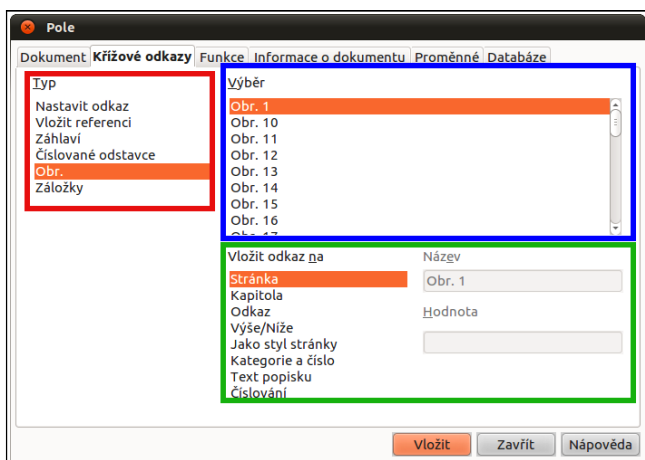 Pole
Dokument Křížové odkazy Funkce Informace o dokumentu Proměnné Databáze
Typ
Nastavit odkaz
Vložit referenci
Záhlaví
Číslované odstavce
Obr.
Záložky
Výběr
Obr. 1
Obr. 10
Obr. 11
Obr. 12
Obr. 13
Obr. 14
Obr. 15
Obr. 16
Obr. 17
Vložit odkaz na
Stránka
Kapitola
Odkaz
Výše/Níže
Jako styl stránky
Kategorie a číslo
Text popisku
Číslování
Název
Obr. 1
Hodnota
Vložit Zavřít Nápověda